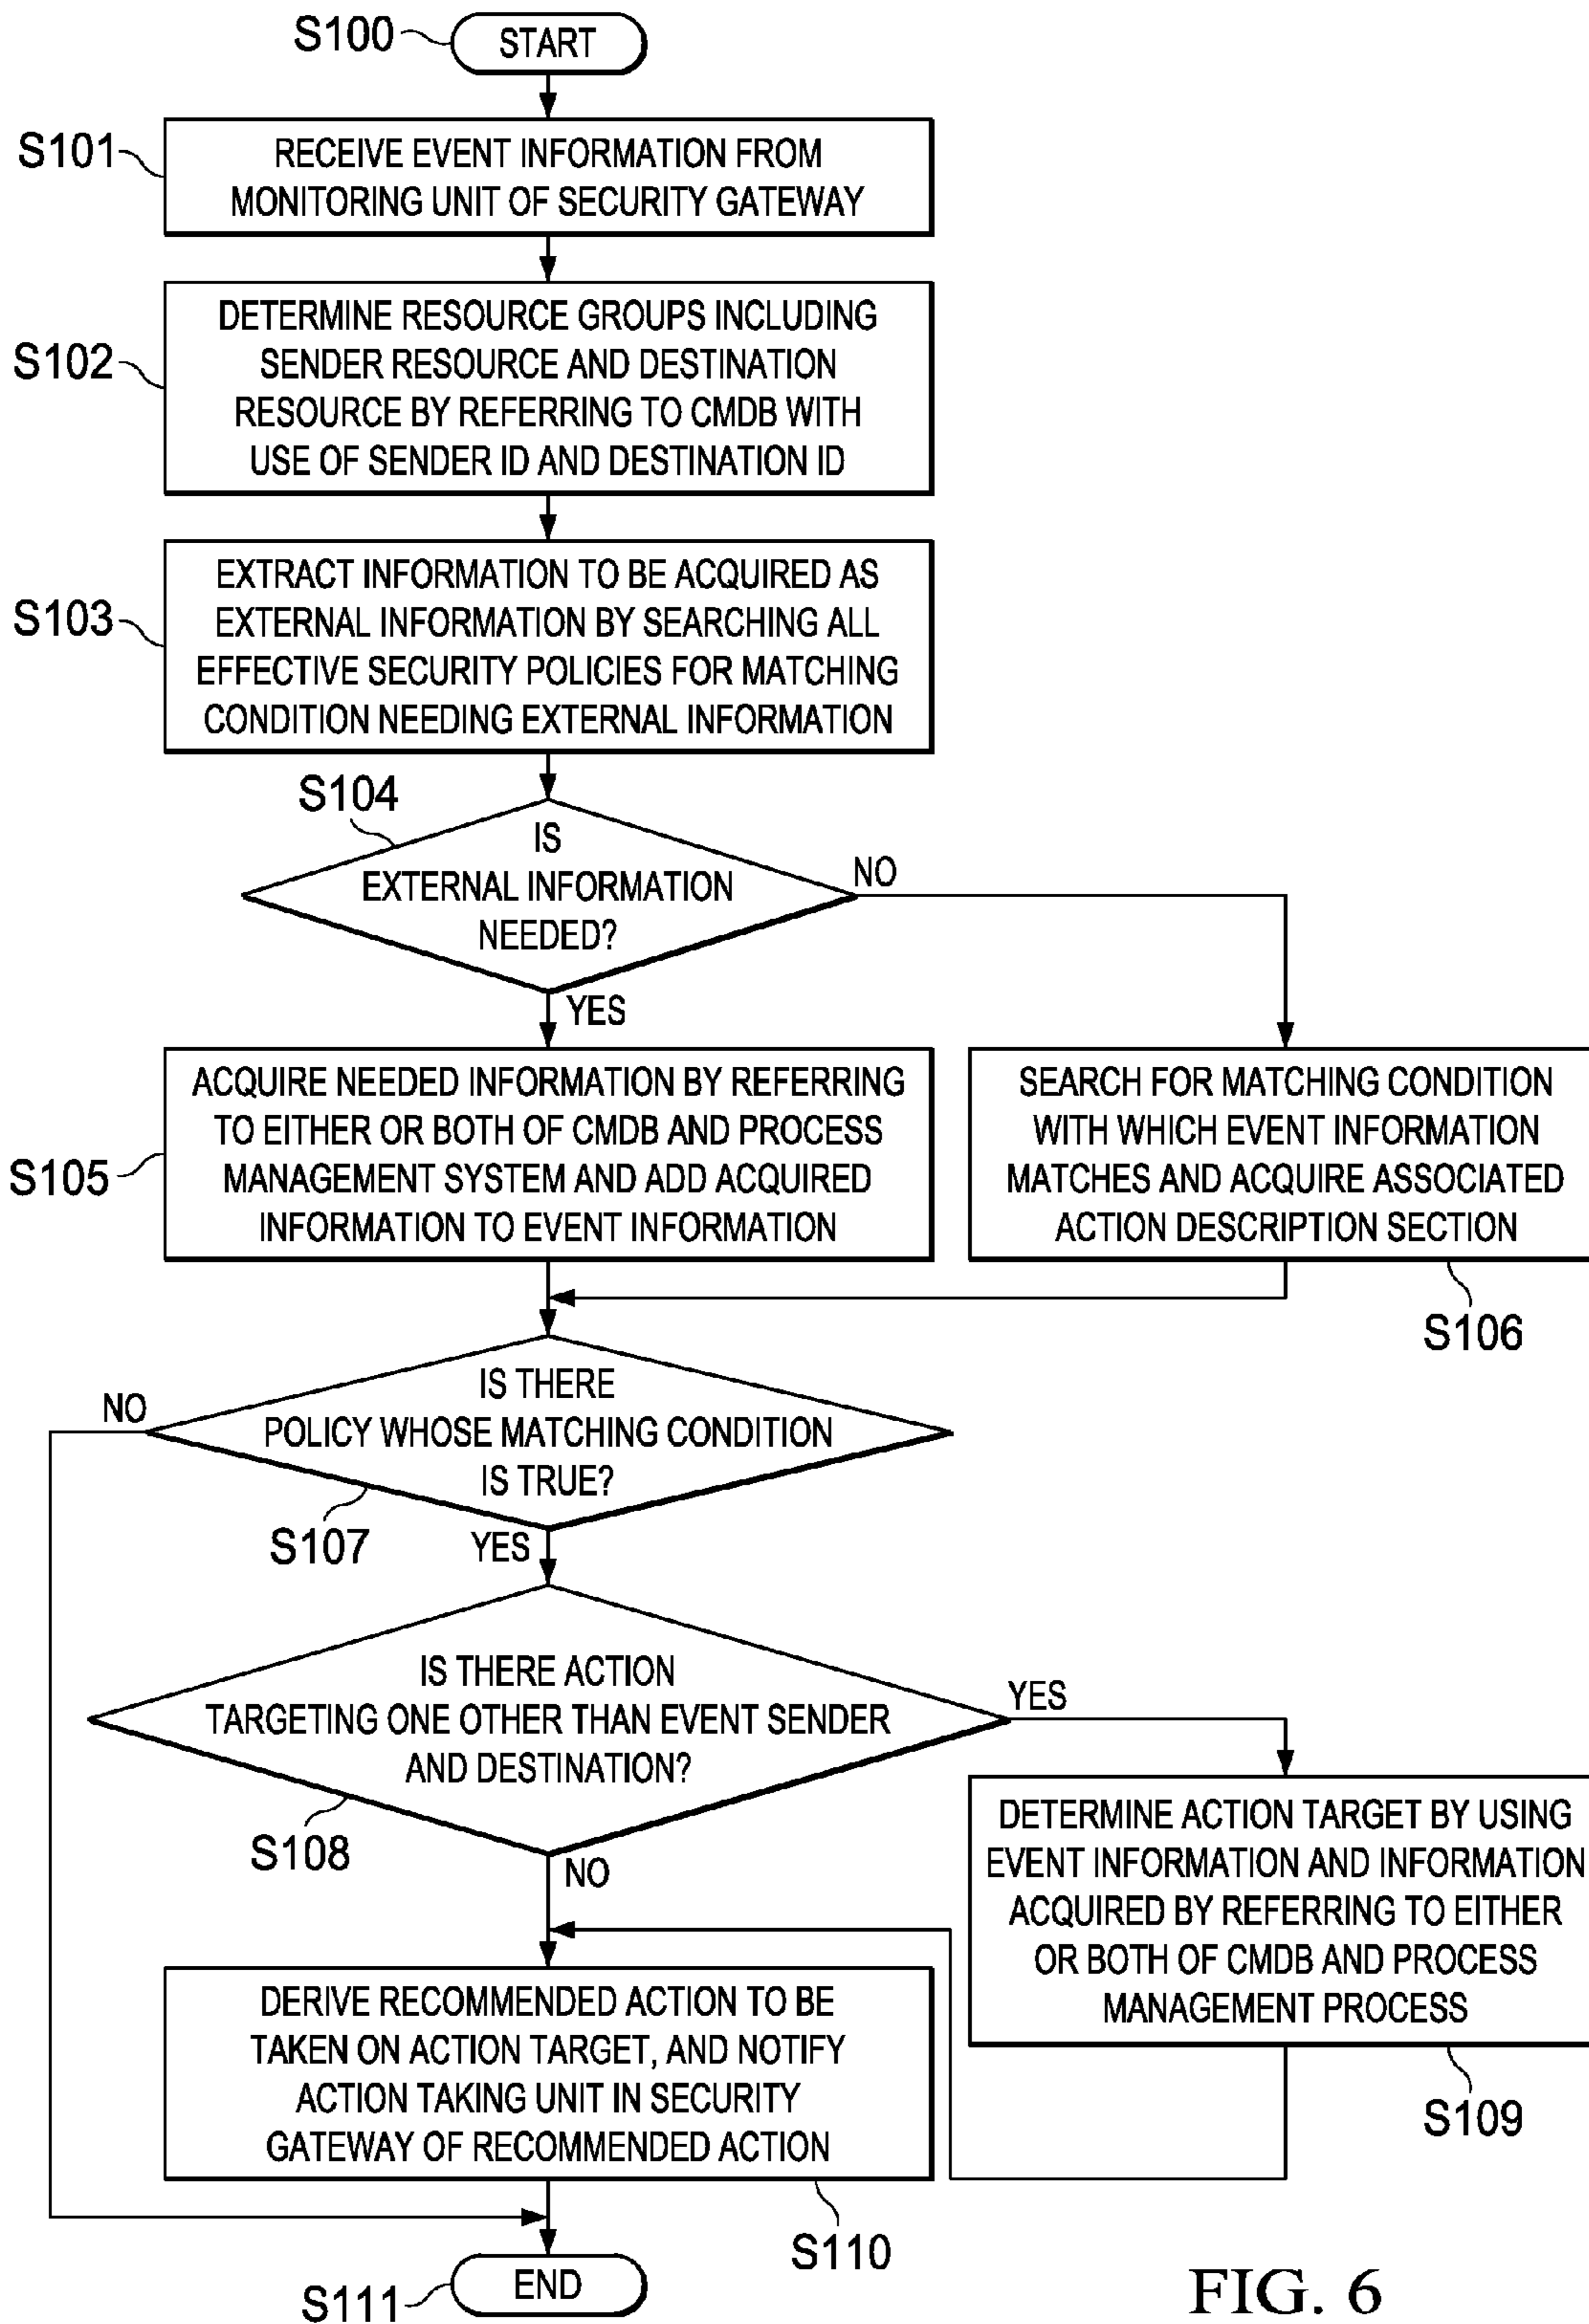 S100
START
S101
RECEIVE EVENT INFORMATION FROM
MONITORING UNIT OF SECURITY GATEWAY
S102
DETERMINE RESOURCE GROUPS INCLUDING
SENDER RESOURCE AND DESTINATION
RESOURCE BY REFERRING TO CMDB WITH
USE OF SENDER ID AND DESTINATION ID
S103
EXTRACT INFORMATION TO BE ACQUIRED AS
EXTERNAL INFORMATION BY SEARCHING ALL
EFFECTIVE SECURITY POLICIES FOR MATCHING
CONDITION NEEDING EXTERNAL INFORMATION
S104
IS
EXTERNAL INFORMATION
NEEDED?
NO
YES
S105
ACQUIRE NEEDED INFORMATION BY REFERRING
TO EITHER OR BOTH OF CMDB AND PROCESS
MANAGEMENT SYSTEM AND ADD ACQUIRED
INFORMATION TO EVENT INFORMATION
SEARCH FOR MATCHING CONDITION
WITH WHICH EVENT INFORMATION
MATCHES AND ACQUIRE ASSOCIATED
ACTION DESCRIPTION SECTION
S106
IS THERE
POLICY WHOSE MATCHING CONDITION
IS TRUE?
NO
S107
YES
IS THERE ACTION
TARGETING ONE OTHER THAN EVENT SENDER
AND DESTINATION?
YES
S108
NO
DETERMINE ACTION TARGET BY USING
EVENT INFORMATION AND INFORMATION
ACQUIRED BY REFERRING TO EITHER
OR BOTH OF CMDB AND PROCESS
MANAGEMENT PROCESS
S109
DERIVE RECOMMENDED ACTION TO BE
TAKEN ON ACTION TARGET, AND NOTIFY
ACTION TAKING UNIT IN SECURITY
GATEWAY OF RECOMMENDED ACTION
S110
S111
END
FIG. 6